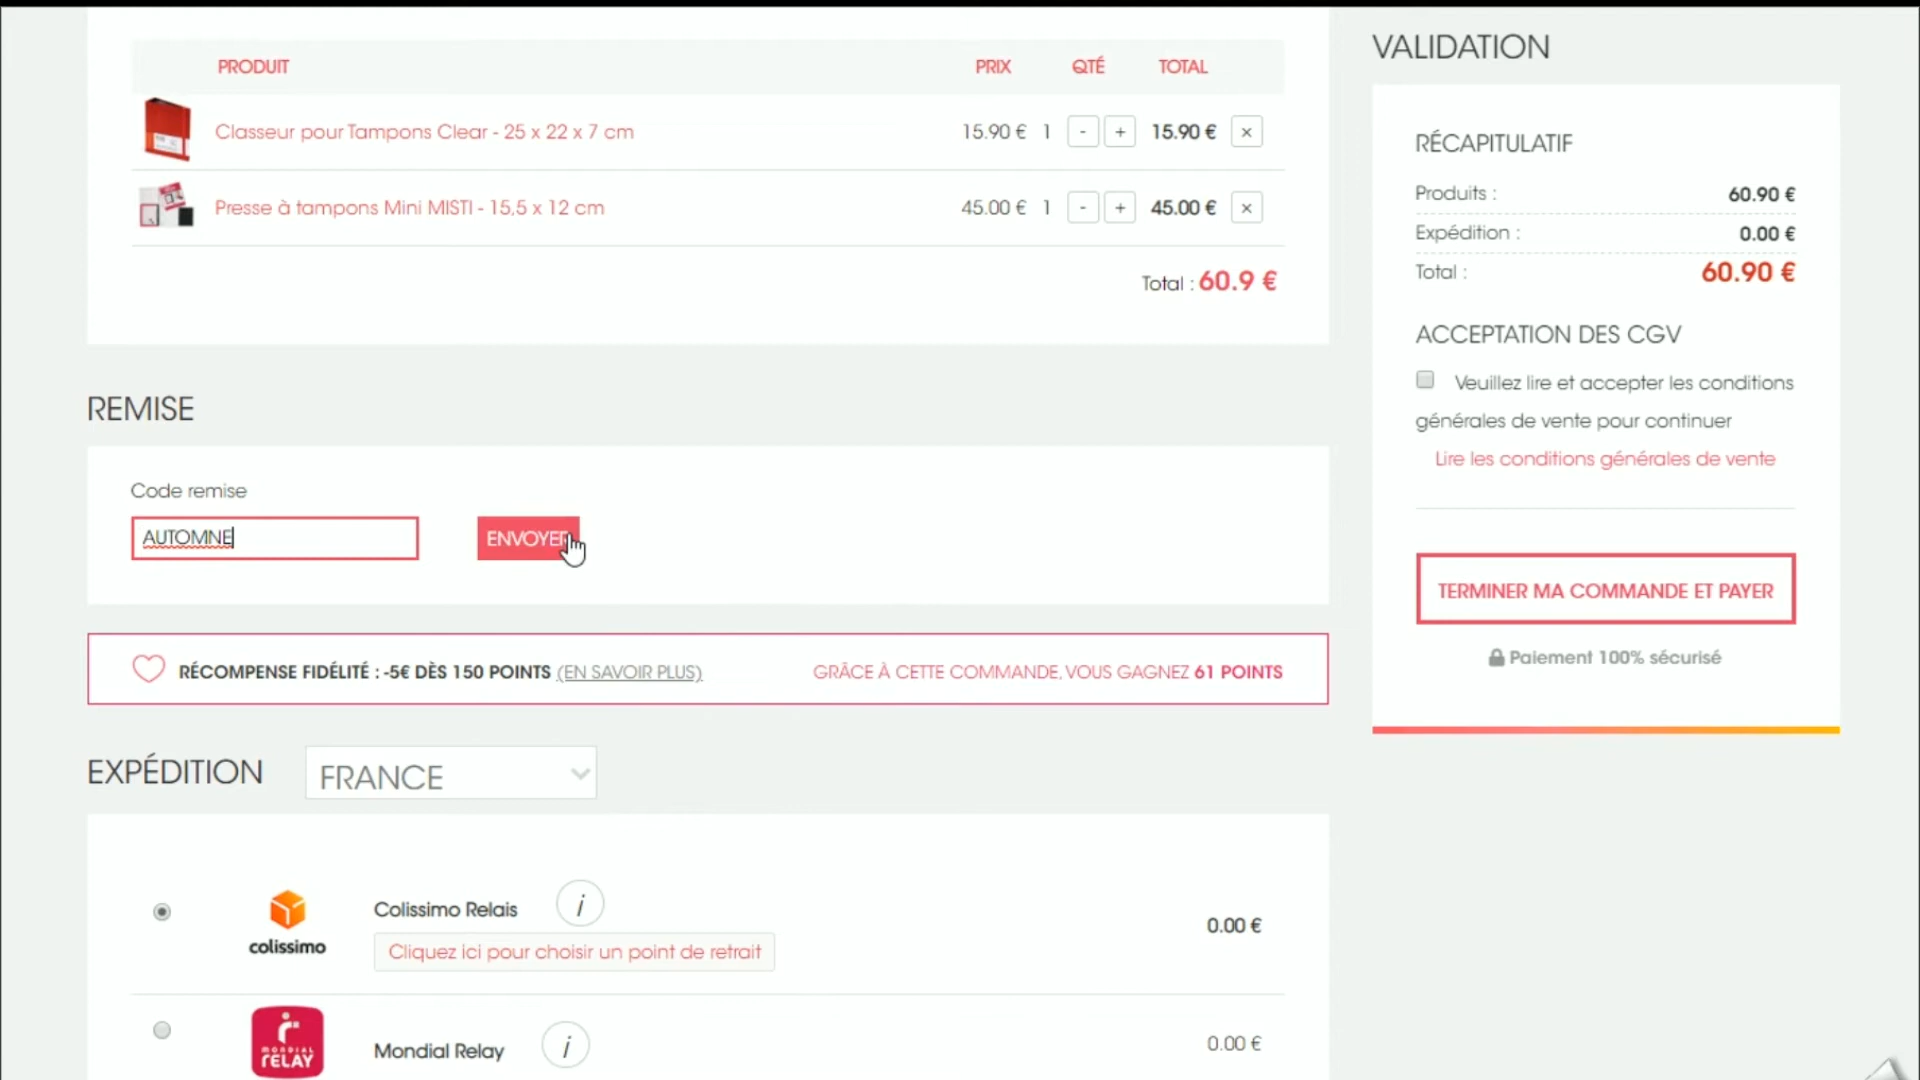 PRODUIT PRIX QTÉ TOTAL
Classeur pour Tampons Clear - 25 x 22 x 7 cm 15.90 € 1 - + 15.90 € ×
Presse à tampons Mini MISTI - 15,5 x 12 cm 45.00 € 1 - + 45.00 € ×
Total : 60.9 €
REMISE
Code remise
AUTOMNE ENVOYER
RÉCOMPENSE FIDÉLITÉ : -5€ DÈS 150 POINTS (EN SAVOIR PLUS) GRÂCE À CETTE COMMANDE, VOUS GAGNEZ 61 POINTS
EXPÉDITION FRANCE
colissimo
Colissimo Relais i
Cliquez ici pour choisir un point de retrait
0.00 €
MONDIAL
RELAY
Mondial Relay i
0.00 €
VALIDATION
RÉCAPITULATIF
Produits : 60.90 €
Expédition : 0.00 €
Total : 60.90 €
ACCEPTATION DES CGV
Veuillez lire et accepter les conditions
générales de vente pour continuer
Lire les conditions générales de vente
TERMINER MA COMMANDE ET PAYER
Paiement 100% sécurisé